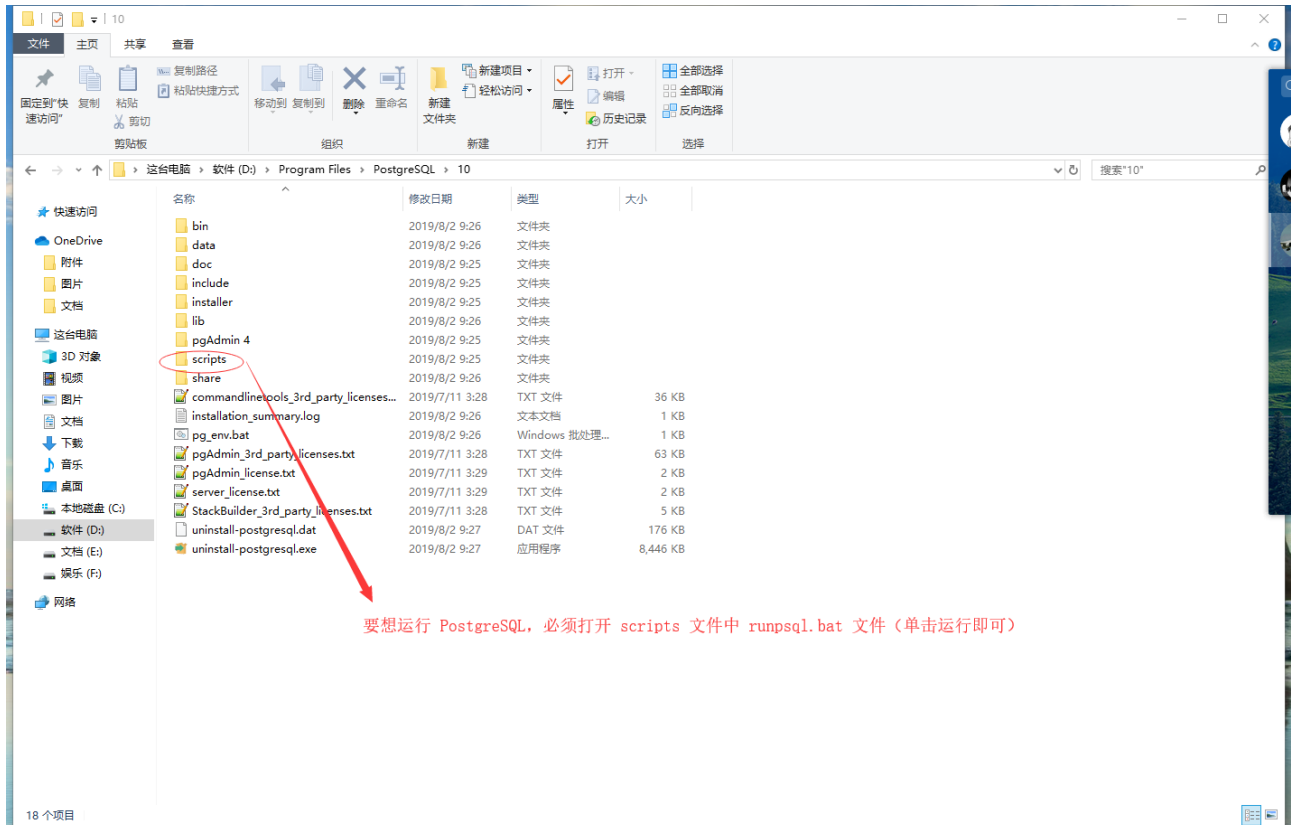 10
文件 主页 共享 查看
固定到"快速访问"
复制
粘贴
复制路径
粘贴快捷方式
剪切
移动到 复制到 删除 重命名
新建文件夹
新建项目
轻松访问
属性
打开
编辑
历史记录
全部选择
全部取消
反向选择
剪贴板 组织 新建 打开 选择
这台电脑 › 软件 (D:) › Program Files › PostgreSQL › 10
搜索"10"
名称 修改日期 类型 大小
快速访问
OneDrive
附件
图片
文档
这台电脑
3D 对象
视频
图片
文档
下载
音乐
桌面
本地磁盘 (C:)
软件 (D:)
文档 (E:)
娱乐 (F:)
网络
bin 2019/8/2 9:26 文件夹
data 2019/8/2 9:26 文件夹
doc 2019/8/2 9:25 文件夹
include 2019/8/2 9:25 文件夹
installer 2019/8/2 9:25 文件夹
lib 2019/8/2 9:26 文件夹
pgAdmin 4 2019/8/2 9:25 文件夹
scripts 2019/8/2 9:25 文件夹
share 2019/8/2 9:26 文件夹
commandlinetools_3rd_party_licenses... 2019/7/11 3:28 TXT 文件 36 KB
installation_summary.log 2019/8/2 9:26 文本文档 1 KB
pg_env.bat 2019/8/2 9:26 Windows 批处理... 1 KB
pgAdmin_3rd_party_licenses.txt 2019/7/11 3:28 TXT 文件 63 KB
pgAdmin_license.txt 2019/7/11 3:29 TXT 文件 2 KB
server_license.txt 2019/7/11 3:29 TXT 文件 2 KB
StackBuilder_3rd_party_licenses.txt 2019/7/11 3:28 TXT 文件 5 KB
uninstall-postgresql.dat 2019/8/2 9:27 DAT 文件 176 KB
uninstall-postgresql.exe 2019/8/2 9:27 应用程序 8,446 KB
要想运行 PostgreSQL，必须打开 scripts 文件中 runpsql.bat 文件（单击运行即可）
18 个项目